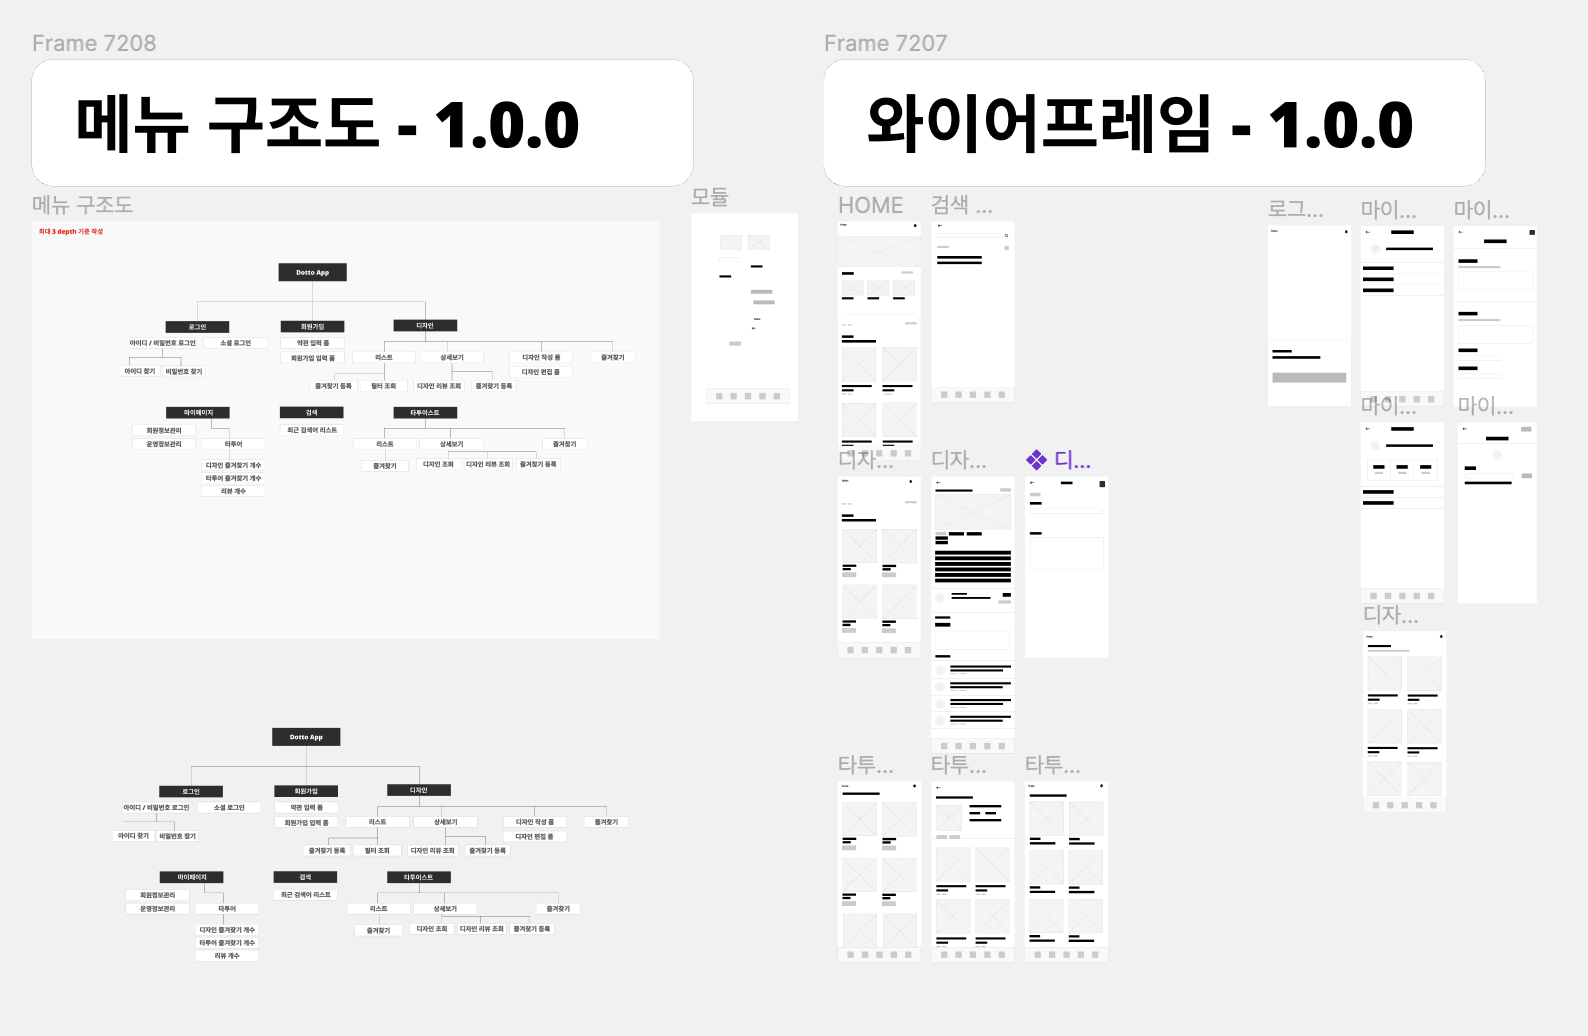 Frame 7208
메뉴 구조도 - 1.0.0
메뉴 구조도
최대 3 depth 기준 작성
Dotto App
로그인
회원가입
디자인
아이디 / 비밀번호 로그인
소셜 로그인
약관 입력 폼
회원가입 입력 폼
리스트
상세보기
디자인 작성 폼
즐겨찾기
디자인 편집 폼
아이디 찾기
비밀번호 찾기
즐겨찾기 등록
필터 조회
디자인 리뷰 조회
즐겨찾기 등록
마이페이지
검색
타투이스트
회원정보관리
운영정보관리
타투어
최근 검색어 리스트
리스트
상세보기
즐겨찾기
즐겨찾기
디자인 조회
디자인 리뷰 조회
즐겨찾기 등록
디자인 즐겨찾기 개수
타투어 즐겨찾기 개수
리뷰 개수
Dotto App
로그인
회원가입
디자인
아이디 / 비밀번호 로그인
소셜 로그인
약관 입력 폼
회원가입 입력 폼
리스트
상세보기
디자인 작성 폼
즐겨찾기
디자인 편집 폼
아이디 찾기
비밀번호 찾기
즐겨찾기 등록
필터 조회
디자인 리뷰 조회
즐겨찾기 등록
마이페이지
검색
타투이스트
회원정보관리
운영정보관리
타투어
최근 검색어 리스트
리스트
상세보기
즐겨찾기
즐겨찾기
디자인 조회
디자인 리뷰 조회
즐겨찾기 등록
디자인 즐겨찾기 개수
타투어 즐겨찾기 개수
리뷰 개수
모듈
Frame 7207
와이어프레임 - 1.0.0
HOME
검색 ...
로그...
마이...
마이...
마이...
마이...
디자...
디자...
디...
디자...
타투...
타투...
타투...